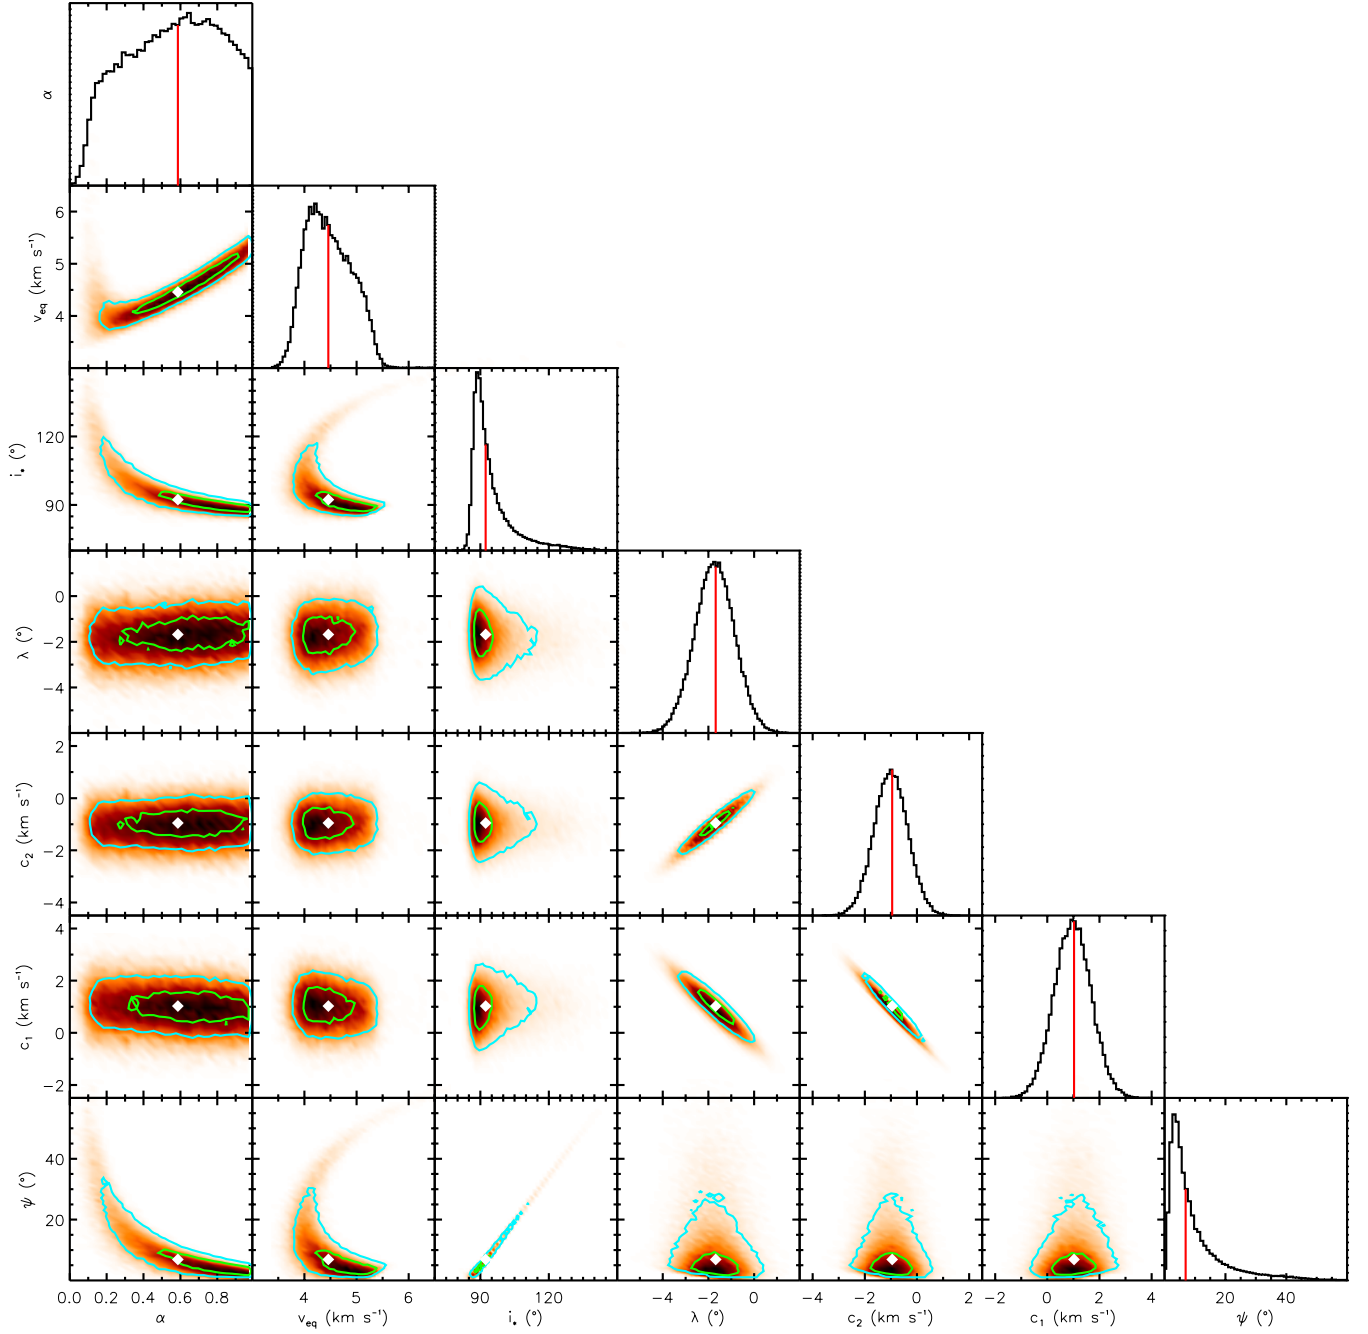 α
6
5
4
v_eq (km s⁻¹)
120
90
i⋆ (°)
0
−2
−4
λ (°)
2
0
−2
−4
c₂ (km s⁻¹)
4
2
0
−2
c₁ (km s⁻¹)
40
20
ψ (°)
0.0 0.2 0.4 0.6 0.8 4 5 6 90 120 −4 −2 0 −4 −2 0 2 −2 0 2 4 20 40
α v_eq (km s⁻¹) i⋆ (°) λ (°) c₂ (km s⁻¹) c₁ (km s⁻¹) ψ (°)